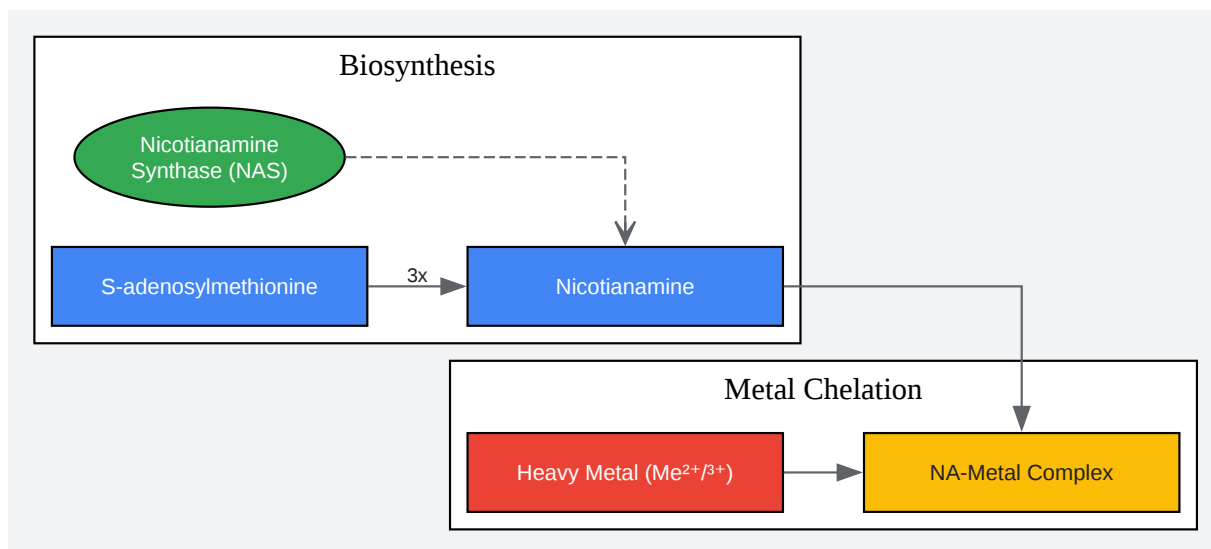 Biosynthesis
Nicotianamine
Synthase (NAS)
S-adenosylmethionine
3x
Nicotianamine
Metal Chelation
Heavy Metal (Me²⁺/³⁺)
NA-Metal Complex